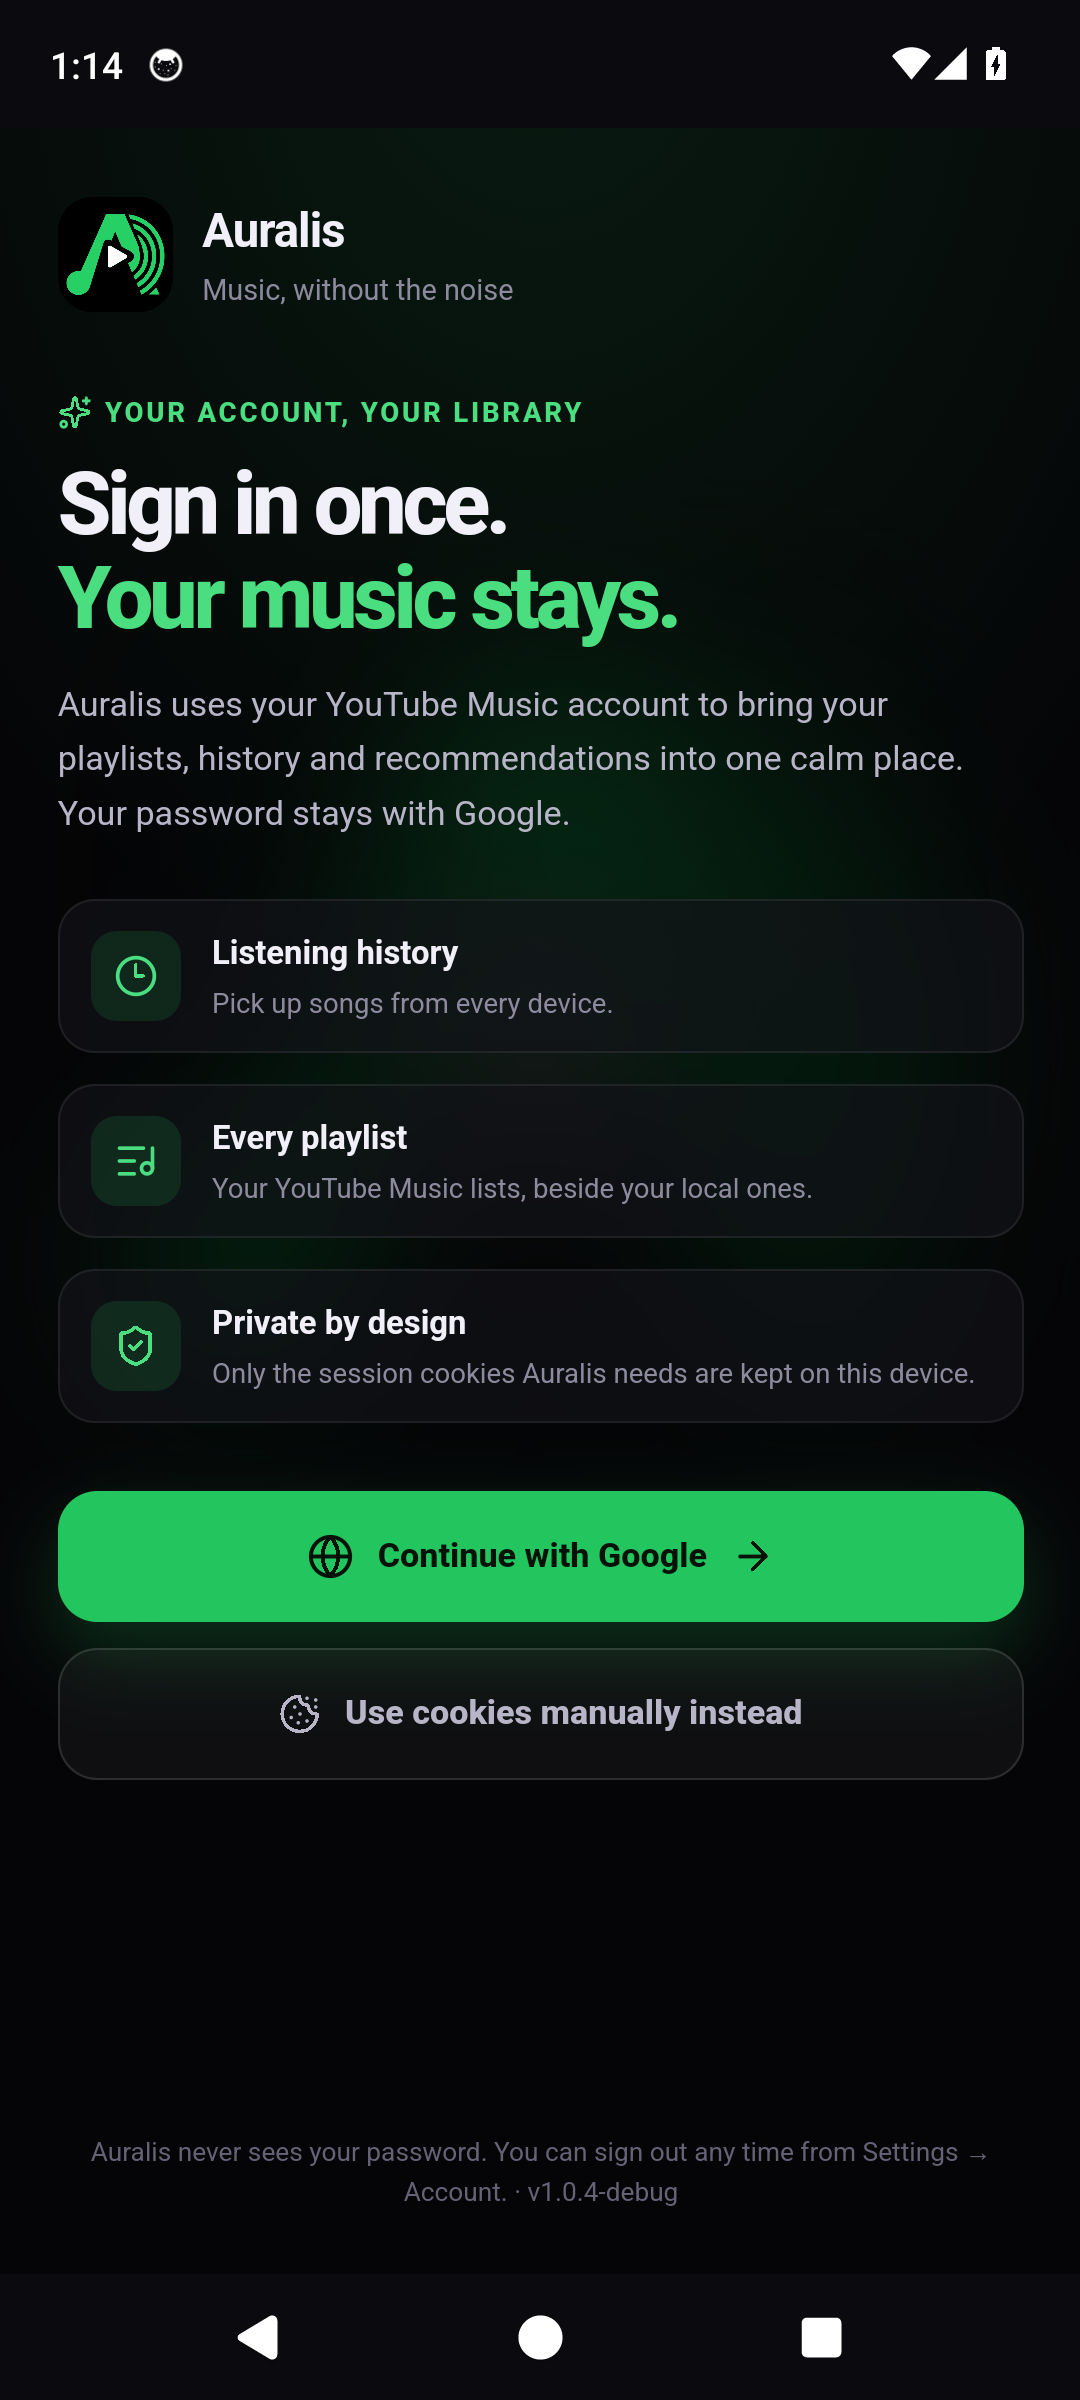 1:14
Auralis
Music, without the noise
YOUR ACCOUNT, YOUR LIBRARY
Sign in once.
Your music stays.
Auralis uses your YouTube Music account to bring your
playlists, history and recommendations into one calm place.
Your password stays with Google.
Listening history
Pick up songs from every device.
Every playlist
Your YouTube Music lists, beside your local ones.
Private by design
Only the session cookies Auralis needs are kept on this device.
Continue with Google →
Use cookies manually instead
Auralis never sees your password. You can sign out any time from Settings →
Account. · v1.0.4-debug